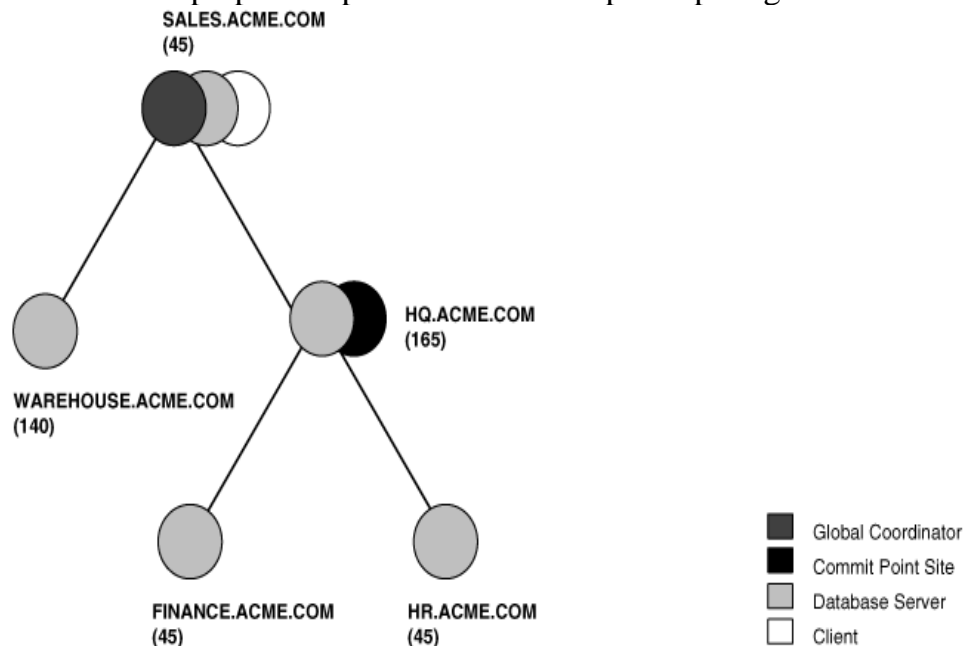 SALES.ACME.COM
(45)
HQ.ACME.COM
(165)
WAREHOUSE.ACME.COM
(140)
FINANCE.ACME.COM
(45)
HR.ACME.COM
(45)
Global Coordinator
Commit Point Site
Database Server
Client